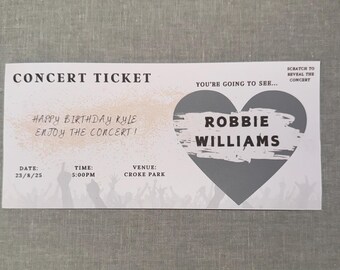 CONCERT TICKET
HAPPY BIRTHDAY KYLE
ENJOY THE CONCERT!
DATE:
23/8/25
TIME:
5:00PM
VENUE:
CROKE PARK
YOU'RE GOING TO SEE...
SCRATCH TO
REVEAL THE
CONCERT
ROBBIE
WILLIAMS